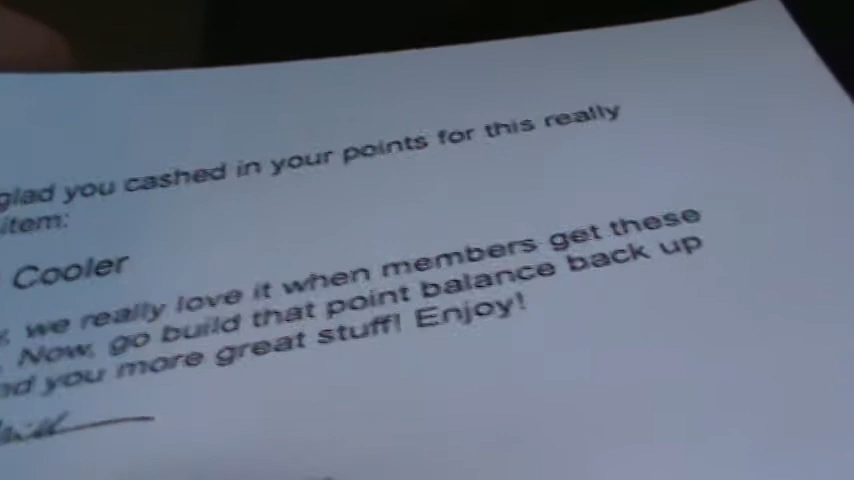 glad you cashed in your points for this really
item:
Cooler
we really love it when members get these
Now, go build that point balance back up
you more great stuff! Enjoy!